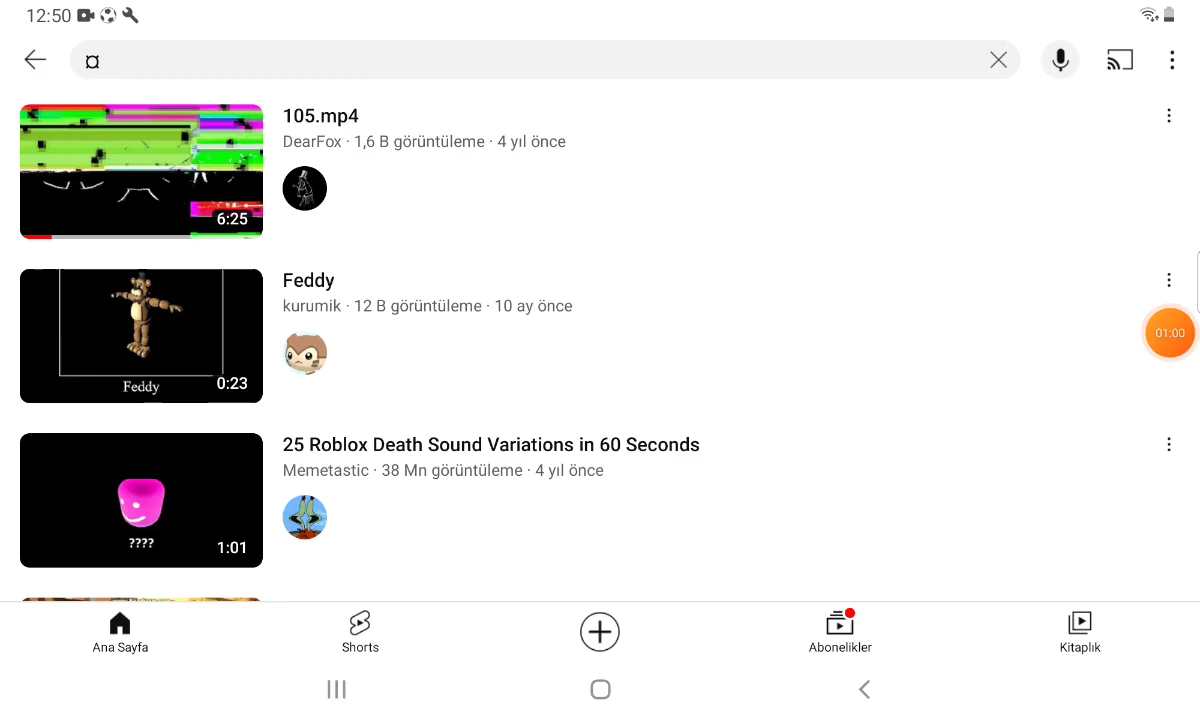 12:50
¤
105.mp4
DearFox · 1,6 B görüntüleme · 4 yıl önce
6:25
Feddy
kurumik · 12 B görüntüleme · 10 ay önce
Feddy
0:23
01:00
25 Roblox Death Sound Variations in 60 Seconds
Memetastic · 38 Mn görüntüleme · 4 yıl önce
????
1:01
Ana Sayfa
Shorts
Abonelikler
Kitaplık